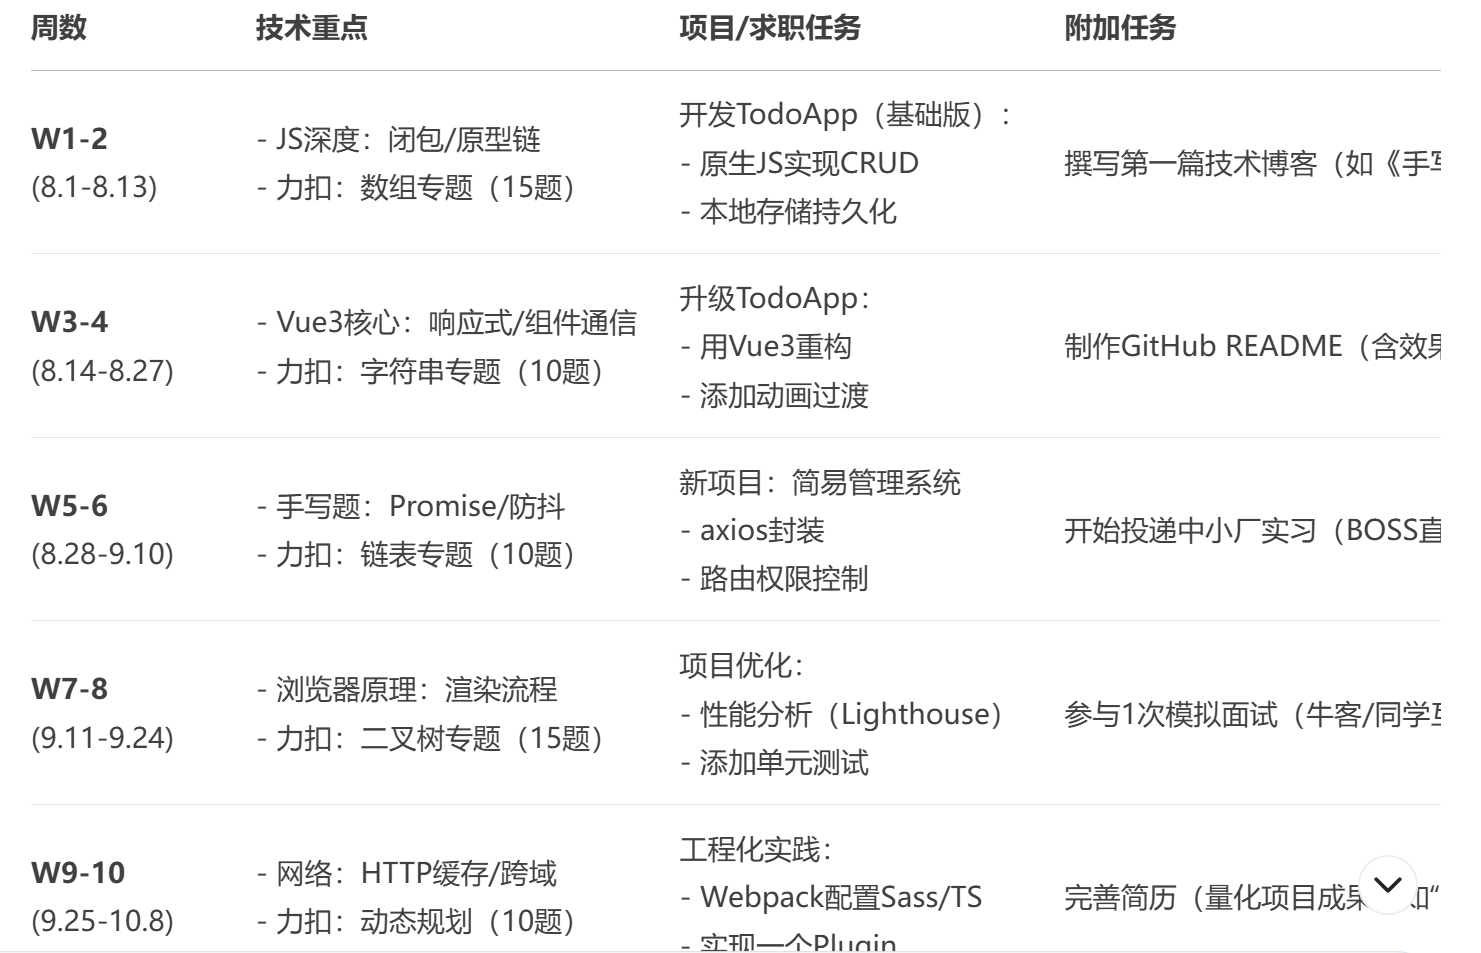 周数 技术重点 项目/求职任务 附加任务
W1-2
(8.1-8.13)
- JS深度：闭包/原型链
- 力扣：数组专题（15题）
开发TodoApp（基础版）:
- 原生JS实现CRUD
- 本地存储持久化
撰写第一篇技术博客（如《手写
W3-4
(8.14-8.27)
- Vue3核心：响应式/组件通信
- 力扣：字符串专题（10题）
升级TodoApp:
- 用Vue3重构
- 添加动画过渡
制作GitHub README（含效果
W5-6
(8.28-9.10)
- 手写题：Promise/防抖
- 力扣：链表专题（10题）
新项目：简易管理系统
- axios封装
- 路由权限控制
开始投递中小厂实习（BOSS直
W7-8
(9.11-9.24)
- 浏览器原理：渲染流程
- 力扣：二叉树专题（15题）
项目优化:
- 性能分析（Lighthouse）
- 添加单元测试
参与1次模拟面试（牛客/同学互
W9-10
(9.25-10.8)
- 网络：HTTP缓存/跨域
- 力扣：动态规划（10题）
工程化实践:
- Webpack配置Sass/TS
- 实现一个Plugin
完善简历（量化项目成果 如“